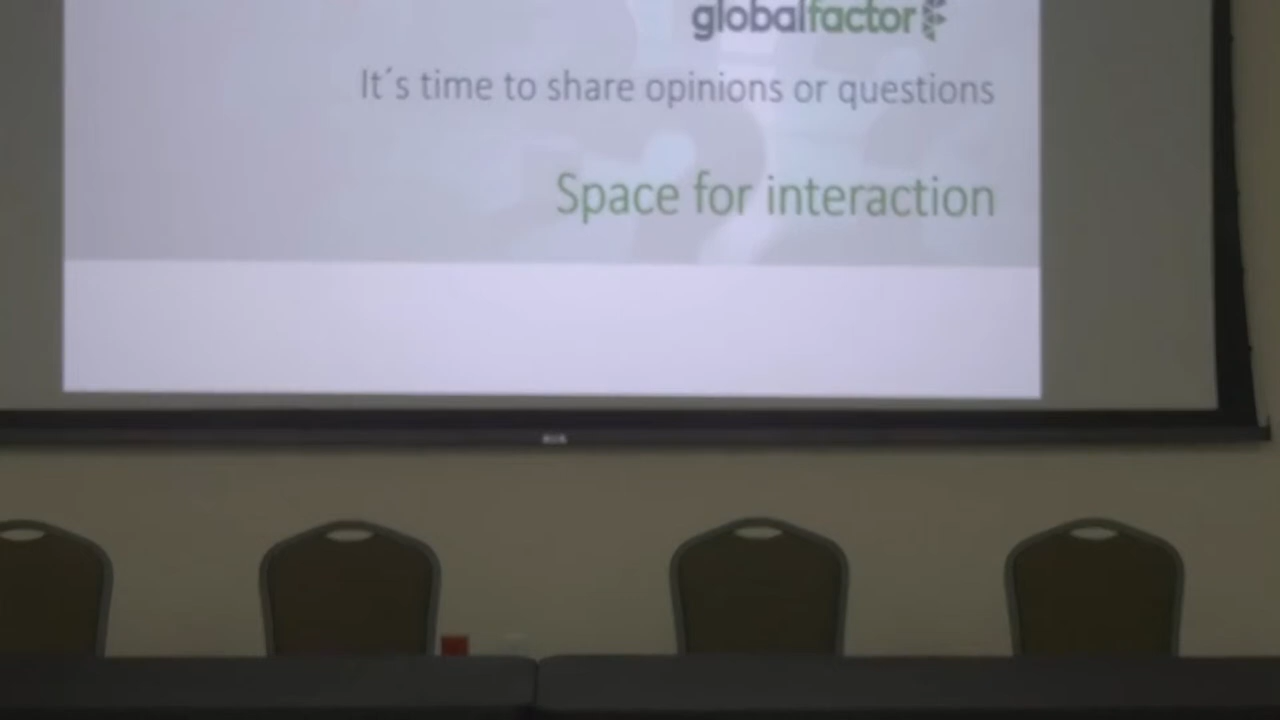 globalfactor
It´s time to share opinions or questions
Space for interaction